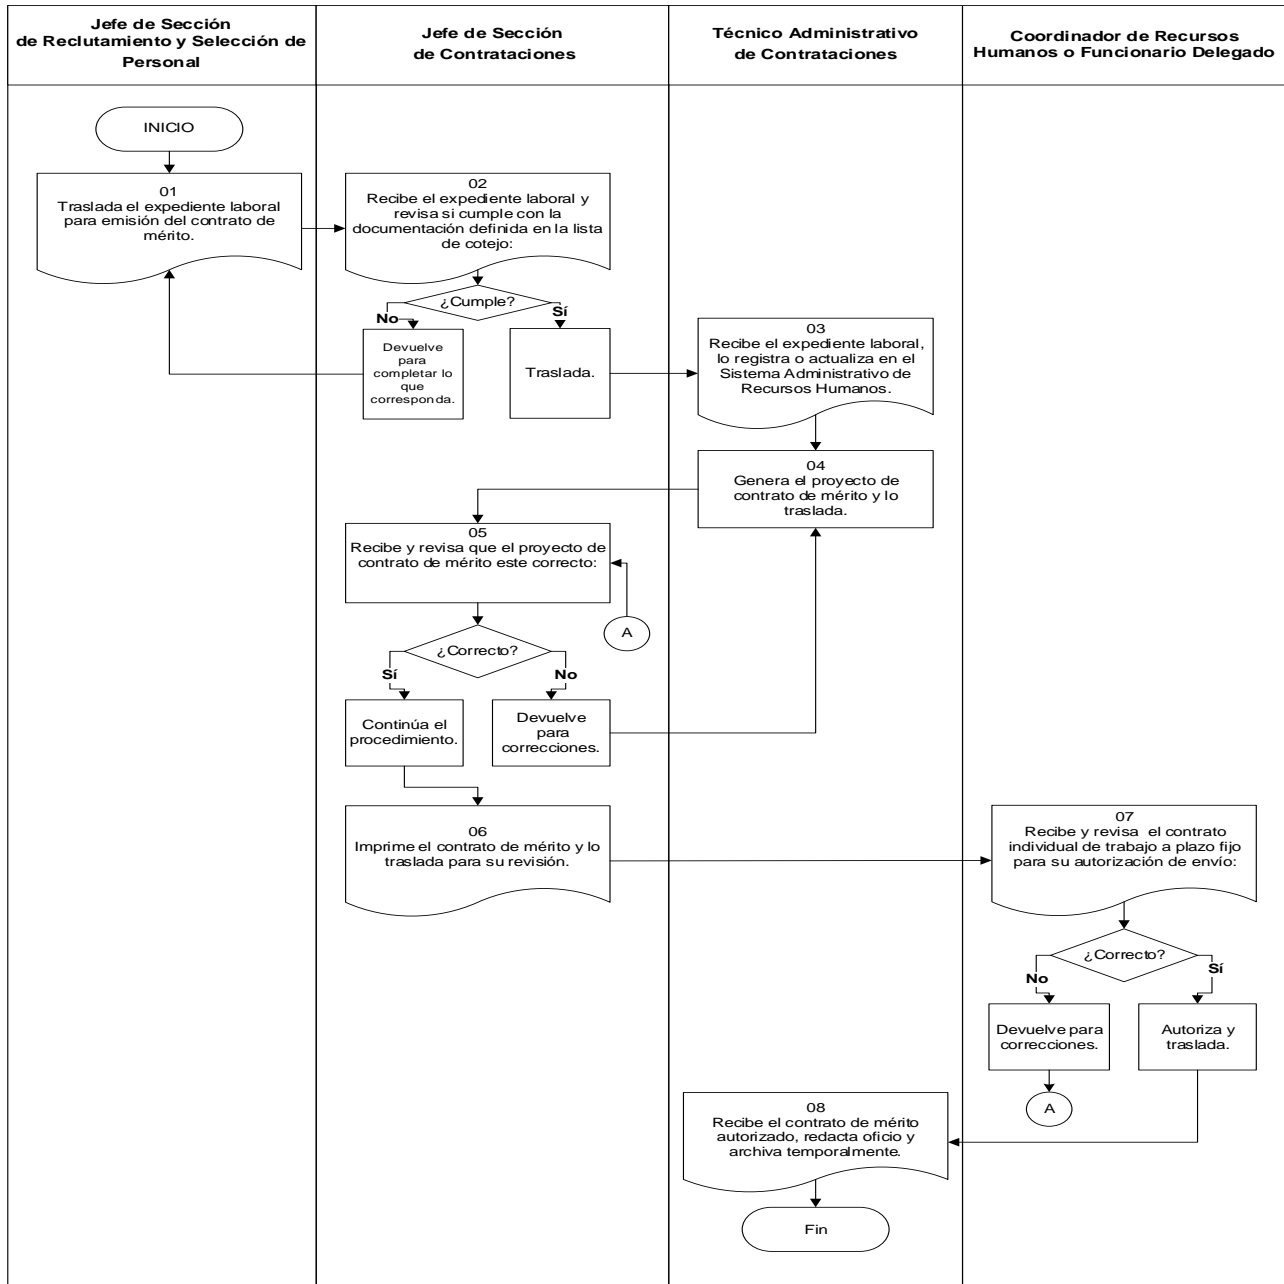 Jefe de Sección
de Reclutamiento y Selección de
Personal
Jefe de Sección
de Contrataciones
Técnico Administrativo
de Contrataciones
Coordinador de Recursos
Humanos o Funcionario Delegado
INICIO
01
Traslada el expediente laboral
para emisión del contrato de
mérito.
02
Recibe el expediente laboral y
revisa si cumple con la
documentación definida en la lista
de cotejo:
¿Cumple?
No
Sí
Devuelve
para
completar lo
que
corresponda.
Traslada.
03
Recibe el expediente laboral,
lo registra o actualiza en el
Sistema Administrativo de
Recursos Humanos.
04
Genera el proyecto de
contrato de mérito y lo
traslada.
05
Recibe y revisa que el proyecto de
contrato de mérito este correcto:
A
¿Correcto?
Sí
No
Continúa el
procedimiento.
Devuelve
para
correcciones.
06
Imprime el contrato de mérito y lo
traslada para su revisión.
07
Recibe y revisa el contrato
individual de trabajo a plazo fijo
para su autorización de envío:
¿Correcto?
No
Sí
Devuelve para
correcciones.
Autoriza y
traslada.
A
08
Recibe el contrato de mérito
autorizado, redacta oficio y
archiva temporalmente.
Fin